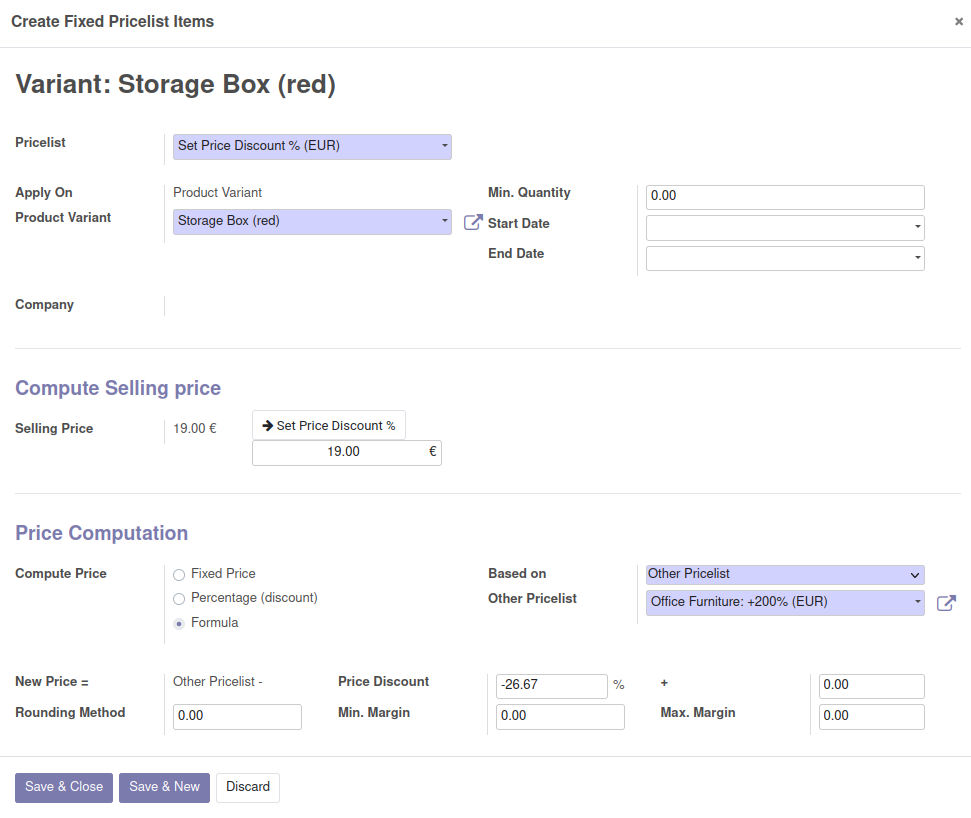 Create Fixed Pricelist Items ×
Variant: Storage Box (red)
Pricelist Set Price Discount % (EUR)
Apply On Product Variant Min. Quantity 0.00
Product Variant Storage Box (red) Start Date
End Date
Company
Compute Selling price
Selling Price 19.00 € Set Price Discount %
19.00 €
Price Computation
Compute Price Fixed Price Based on Other Pricelist
Percentage (discount) Other Pricelist Office Furniture: +200% (EUR)
Formula
New Price = Other Pricelist - Price Discount -26.67 % + 0.00
Rounding Method 0.00 Min. Margin 0.00 Max. Margin 0.00
Save & Close Save & New Discard